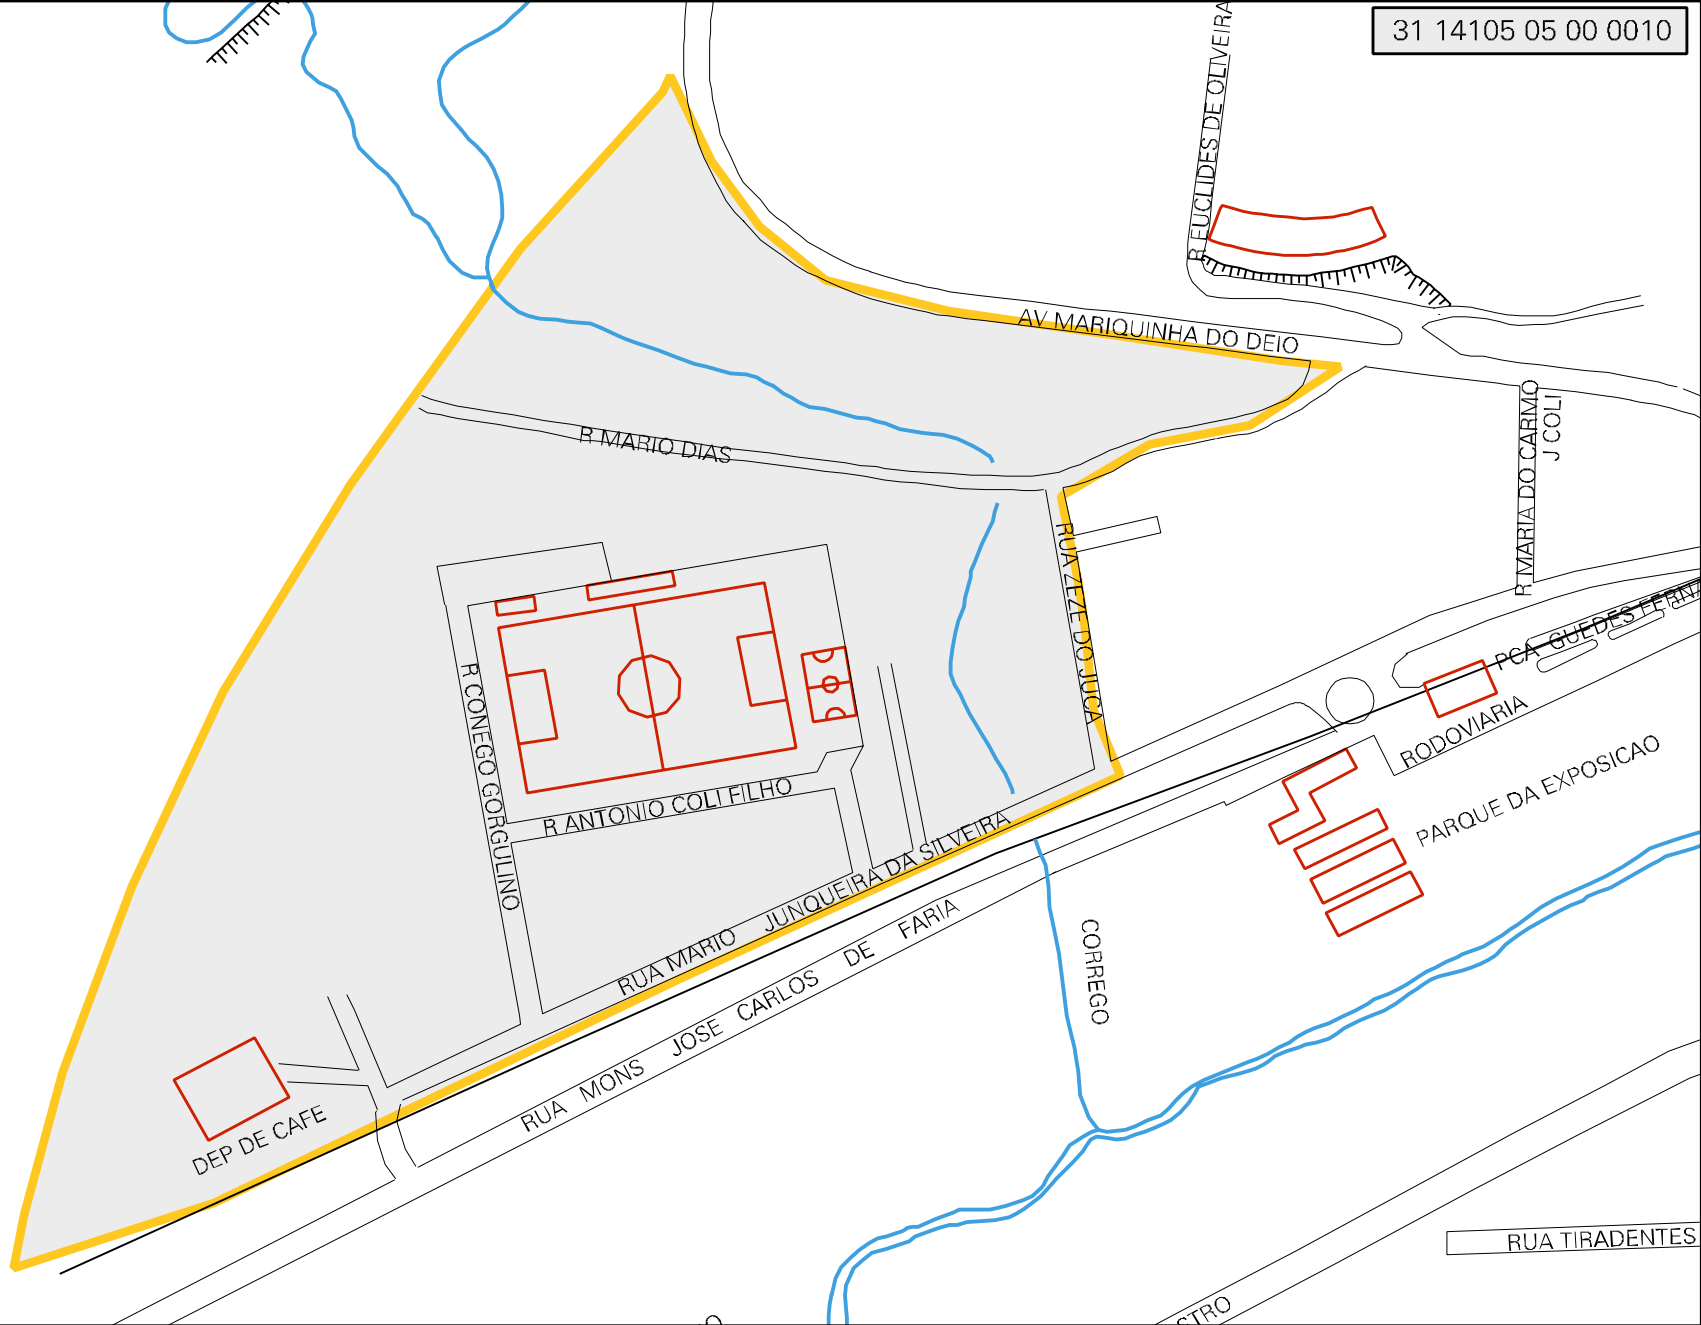 31 14105 05 00 0010
R EUCLIDES DE OLIVEIRA
AV MARIQUINHA DO DEIO
R MARIO DIAS
R MARIA DO CARMO
J COLI
RUA ZEZE DO JUCA
PCA GUEDES
RODOVIARIA
PARQUE DA EXPOSICAO
R CONEGO GORGULINO
R ANTONIO COLI FILHO
RUA MARIO JUNQUEIRA DA SILVEIRA
RUA MONS JOSE CARLOS DE FARIA
CORREGO
DEP DE CAFE
RUA TIRADENTES
STRO